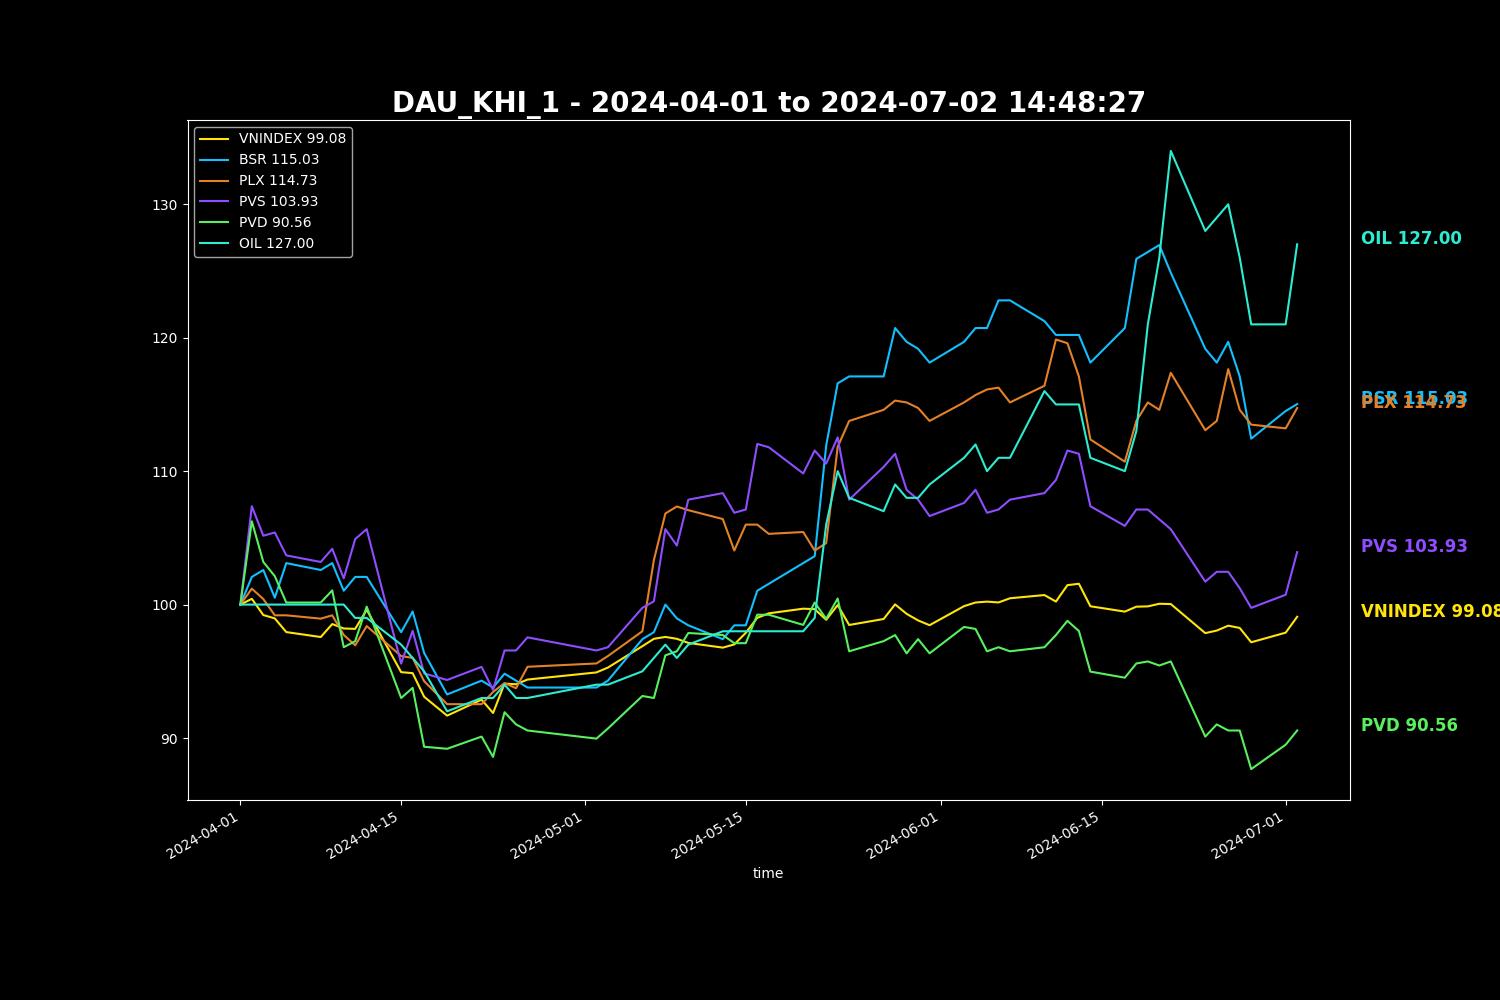 DAU_KHI_1 - 2024-04-01 to 2024-07-02 14:48:27
VNINDEX 99.08
BSR 115.03
PLX 114.73
PVS 103.93
PVD 90.56
OIL 127.00
130
120
110
100
90
OIL 127.00
BSR 115.03
PLX 114.73
PVS 103.93
VNINDEX 99.08
PVD 90.56
2024-04-01
2024-04-15
2024-05-01
2024-05-15
2024-06-01
2024-06-15
2024-07-01
time